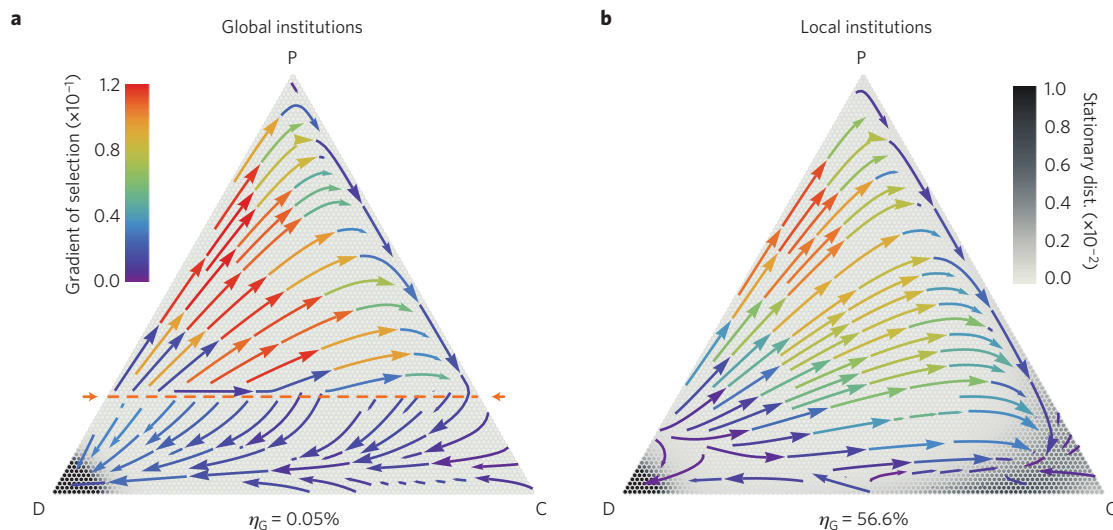 a
Global institutions
P
Gradient of selection (×10⁻¹)
1.2
0.8
0.4
0.0
D
C
η_G = 0.05%
b
Local institutions
P
1.0
0.8
0.6
0.4
0.2
0.0
Stationary dist. (×10⁻²)
D
C
η_G = 56.6%